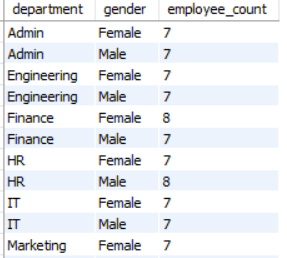 department gender employee_count
Admin Female 7
Admin Male 7
Engineering Female 7
Engineering Male 7
Finance Female 8
Finance Male 7
HR Female 7
HR Male 8
IT Female 7
IT Male 7
Marketing Female 7